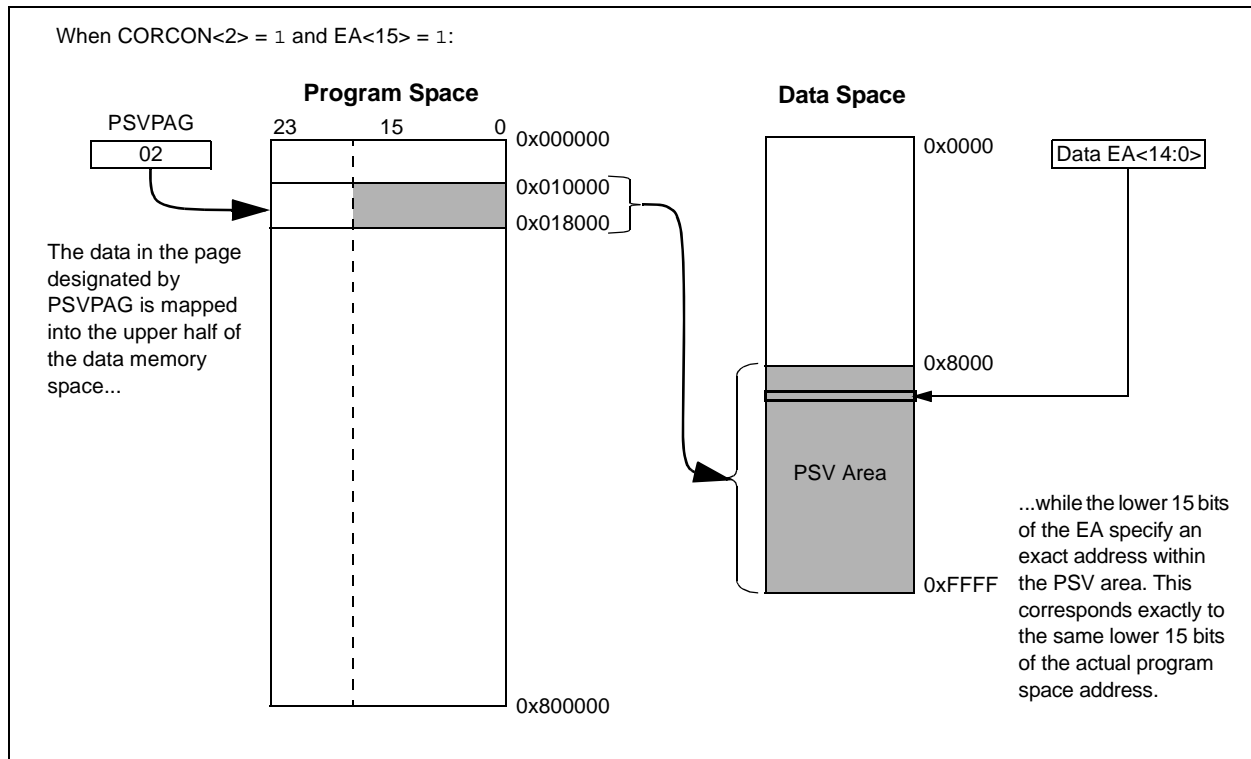 When CORCON<2> = 1 and EA<15> = 1:
Program Space
Data Space
PSVPAG
02
23 15 0
0x000000
0x010000
0x018000
0x800000
The data in the page
designated by
PSVPAG is mapped
into the upper half of
the data memory
space...
0x0000
0x8000
0xFFFF
PSV Area
Data EA<14:0>
...while the lower 15 bits
of the EA specify an
exact address within
the PSV area. This
corresponds exactly to
the same lower 15 bits
of the actual program
space address.